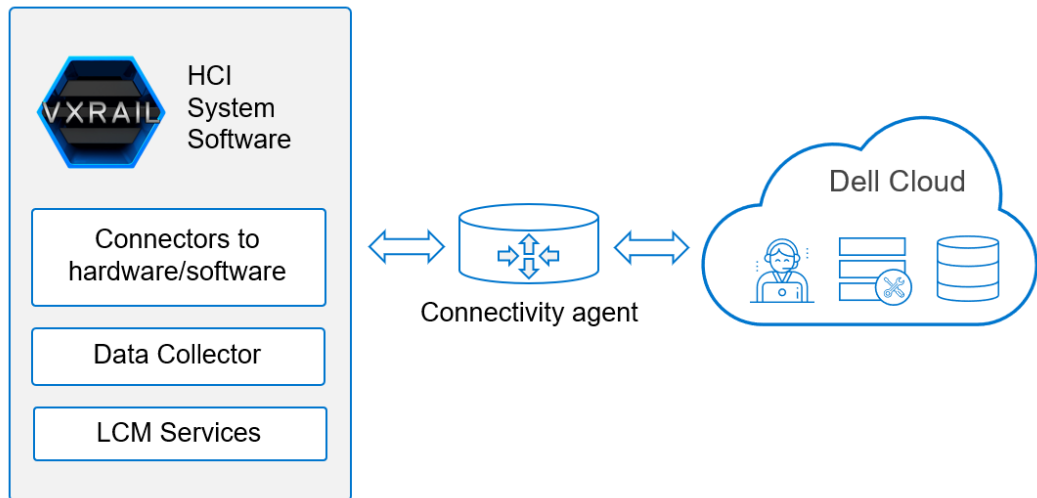 VXRAIL
HCI
System
Software
Connectors to
hardware/software
Data Collector
LCM Services
Connectivity agent
Dell Cloud